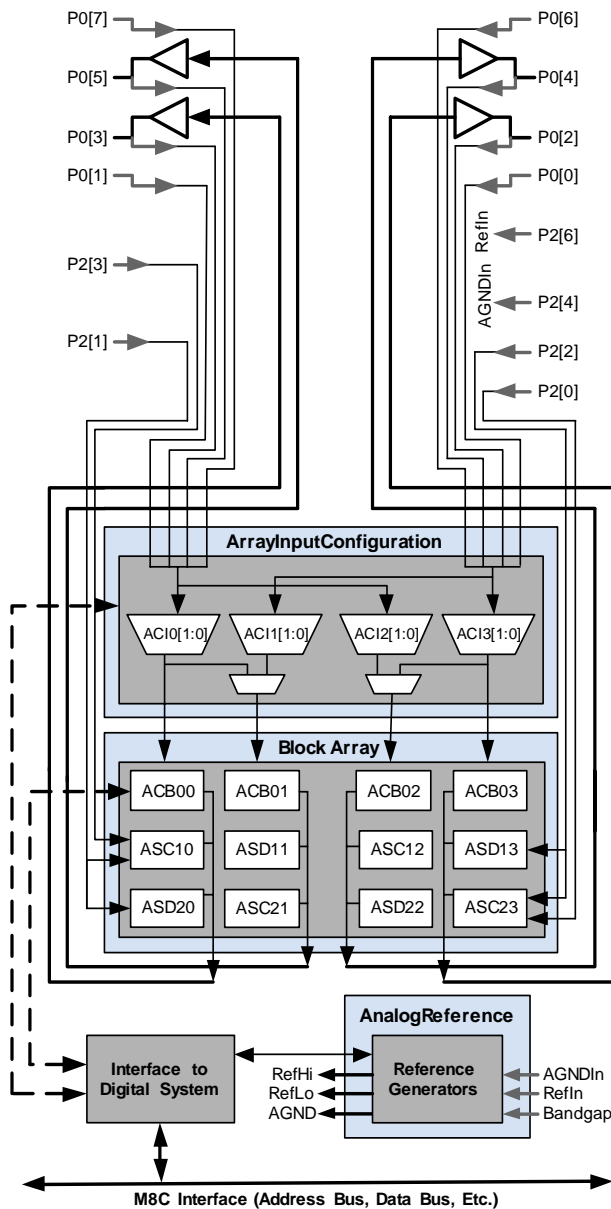 P0[7]
P0[6]
P0[5]
P0[4]
P0[3]
P0[2]
P0[1]
P0[0]
P2[6]
AGNDIn RefIn
P2[3]
P2[4]
P2[1]
P2[2]
P2[0]
ArrayInputConfiguration
ACI0[1:0]
ACI1[1:0]
ACI2[1:0]
ACI3[1:0]
Block Array
ACB00
ACB01
ACB02
ACB03
ASC10
ASD11
ASC12
ASD13
ASD20
ASC21
ASD22
ASC23
AnalogReference
Interface to
Digital System
RefHi
RefLo
AGND
Reference
Generators
AGNDIn
RefIn
Bandgap
M8C Interface (Address Bus, Data Bus, Etc.)